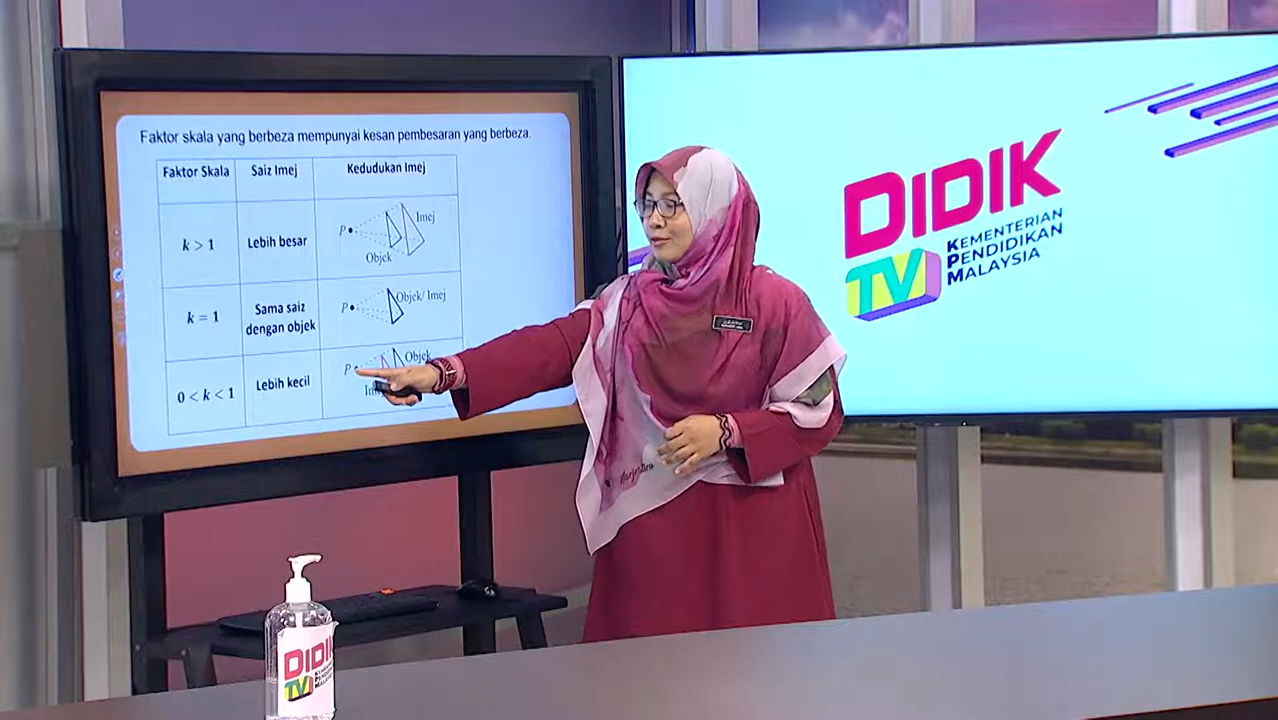 Faktor skala yang berbeza mempunyai kesan pembesaran yang berbeza.
Faktor Skala Saiz Imej Kedudukan Imej
k > 1 Lebih besar P Imej
Objek
k = 1 Sama saiz dengan objek P Objek/ Imej
0 < k < 1 Lebih kecil P Objek
DIDIK
TV
KEMENTERIAN
PENDIDIKAN
MALAYSIA
DIDIK
TV